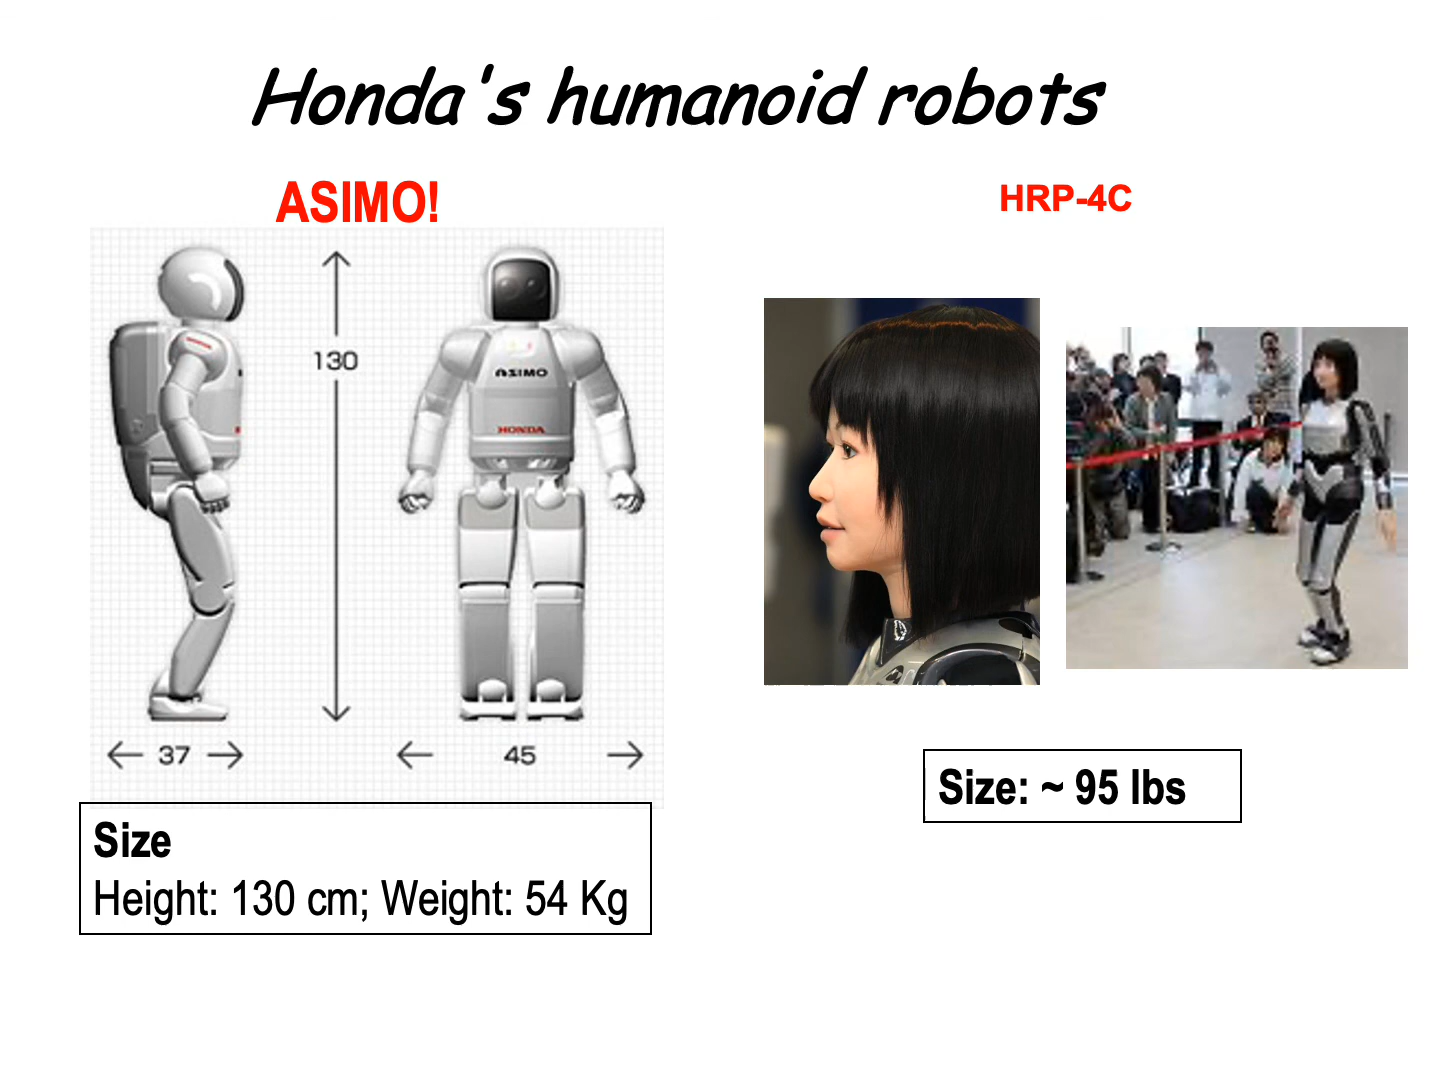 Honda's humanoid robots
ASIMO!
HRP-4C
130
ASIMO
HONDA
37
45
Size
Height: 130 cm; Weight: 54 Kg
Size: ~ 95 lbs